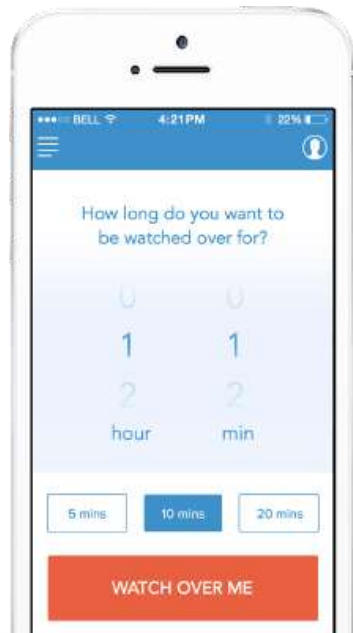 BELL 4:21PM 22%
How long do you want to
be watched over for?
0 0
1 1
2 2
hour min
5 mins 10 mins 20 mins
WATCH OVER ME